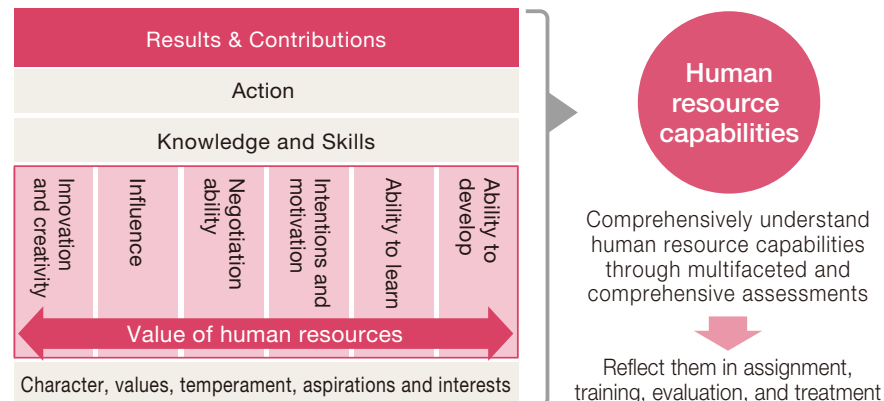 Results & Contributions
Action
Knowledge and Skills
Innovation
and creativity
Influence
Negotiation
ability
Intentions and
motivation
Ability to learn
Ability to
develop
Value of human resources
Character, values, temperament, aspirations and interests
Human
resource
capabilities
Comprehensively understand
human resource capabilities
through multifaceted and
comprehensive assessments
Reflect them in assignment,
training, evaluation, and treatment